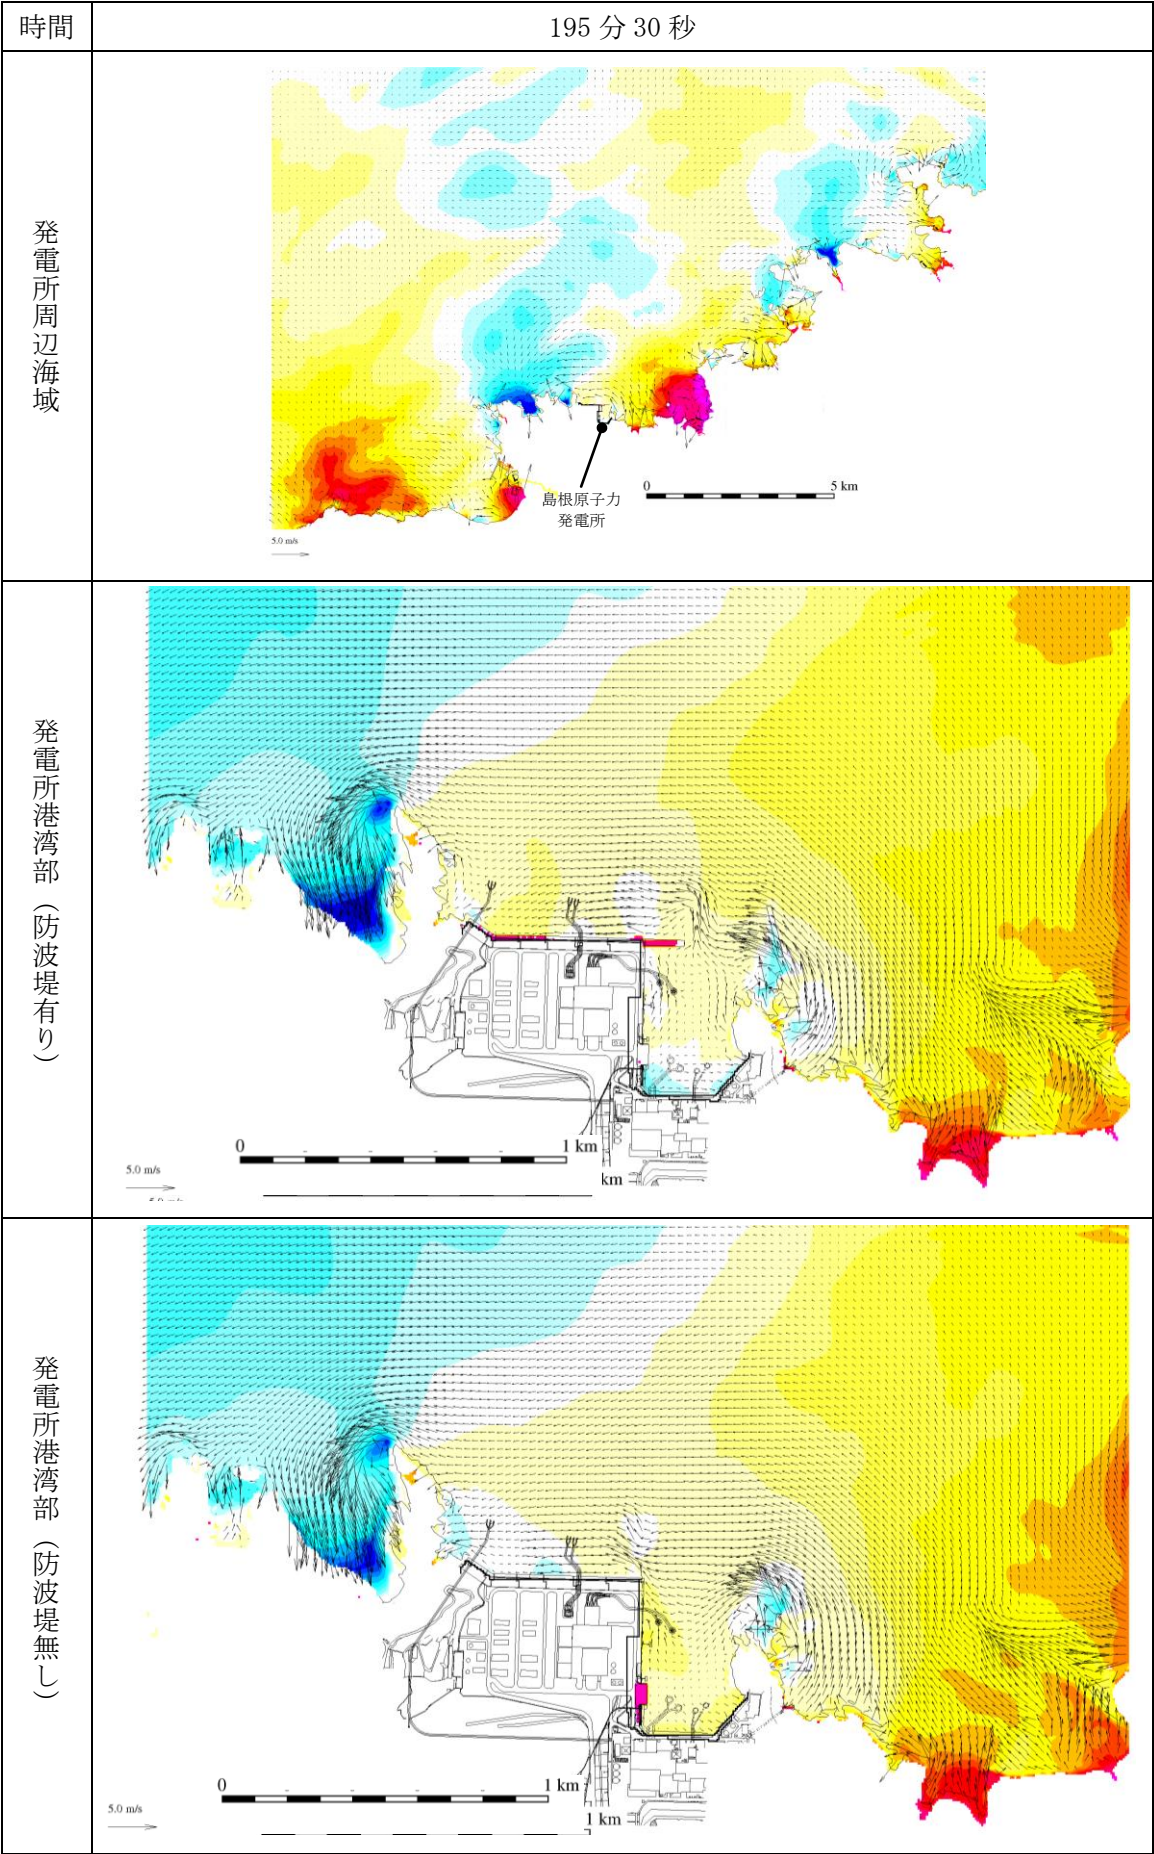 時間
195 分 30 秒
発電所周辺海域
島根原子力
発電所
0
5 km
5.0 m/s
発電所港湾部（防波堤有り）
0
1 km
km
5.0 m/s
発電所港湾部（防波堤無し）
0
1 km
1 km
5.0 m/s